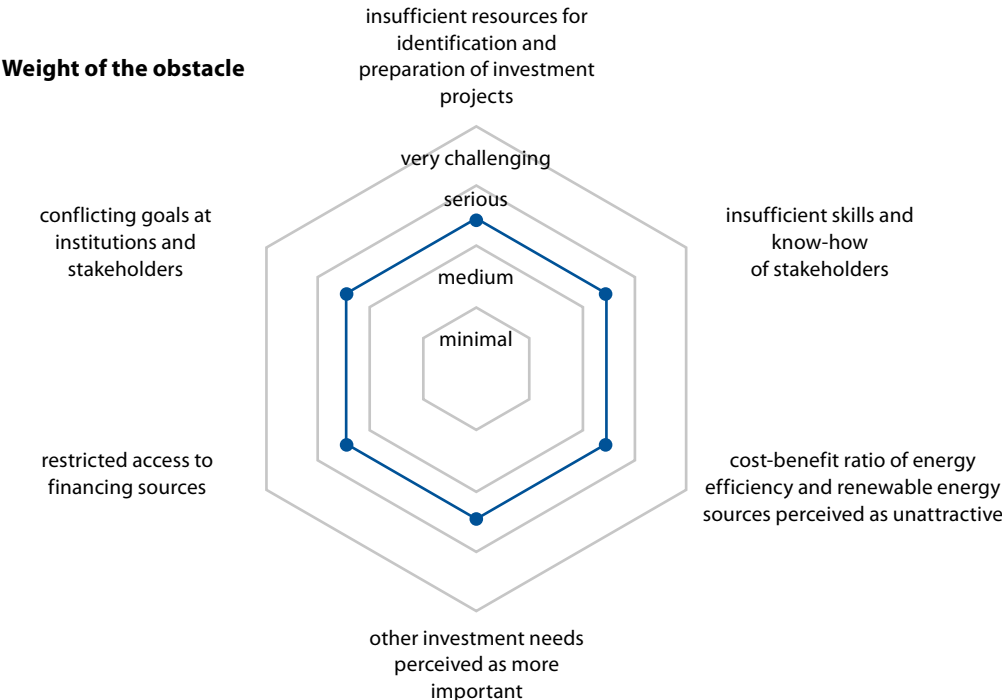 Weight of the obstacle
insufficient resources for
identification and
preparation of investment
projects
very challenging
serious
medium
minimal
conflicting goals at
institutions and
stakeholders
insufficient skills and
know-how
of stakeholders
restricted access to
financing sources
cost-benefit ratio of energy
efficiency and renewable energy
sources perceived as unattractive
other investment needs
perceived as more
important